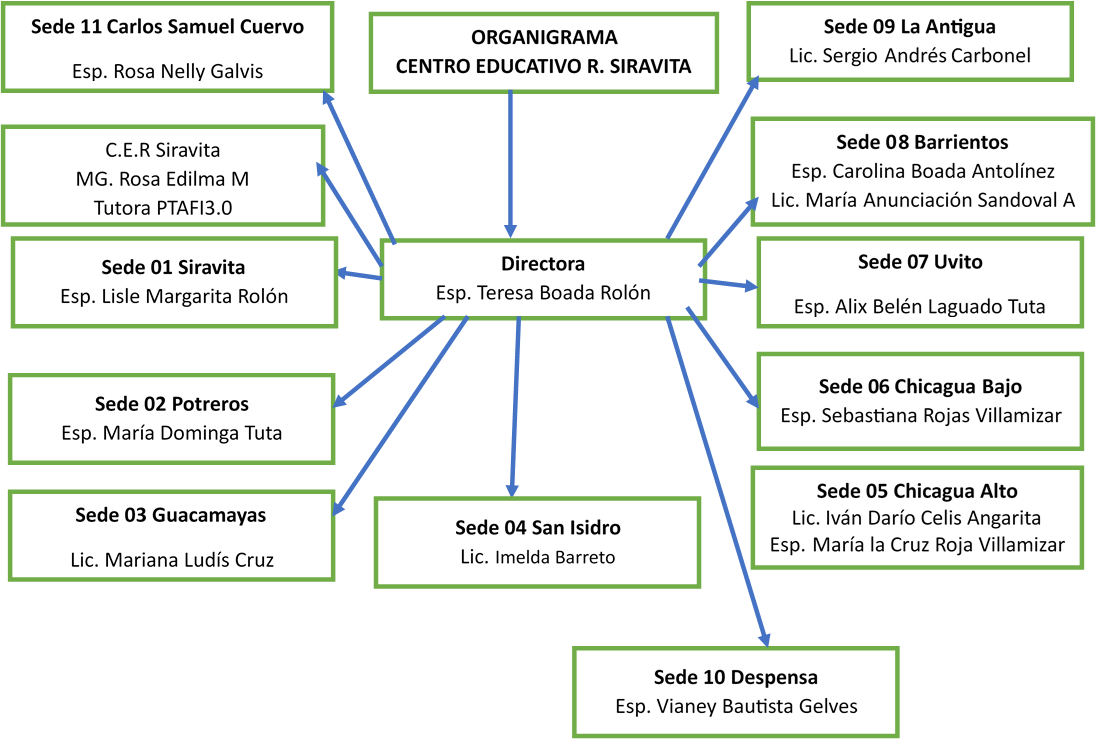 ORGANIGRAMA
CENTRO EDUCATIVO R. SIRAVITA
Sede 11 Carlos Samuel Cuervo
Esp. Rosa Nelly Galvis
Sede 09 La Antigua
Lic. Sergio Andrés Carbonel
C.E.R Siravita
MG. Rosa Edilma M
Tutora PTAFI3.0
Sede 08 Barrientos
Esp. Carolina Boada Antolínez
Lic. María Anunciación Sandoval A
Sede 01 Siravita
Esp. Lisle Margarita Rolón
Directora
Esp. Teresa Boada Rolón
Sede 07 Uvito
Esp. Alix Belén Laguado Tuta
Sede 02 Potreros
Esp. María Dominga Tuta
Sede 06 Chicagua Bajo
Esp. Sebastiana Rojas Villamizar
Sede 03 Guacamayas
Lic. Mariana Ludís Cruz
Sede 04 San Isidro
Lic. Imelda Barreto
Sede 05 Chicagua Alto
Lic. Iván Darío Celis Angarita
Esp. María la Cruz Roja Villamizar
Sede 10 Despensa
Esp. Vianey Bautista Gelves